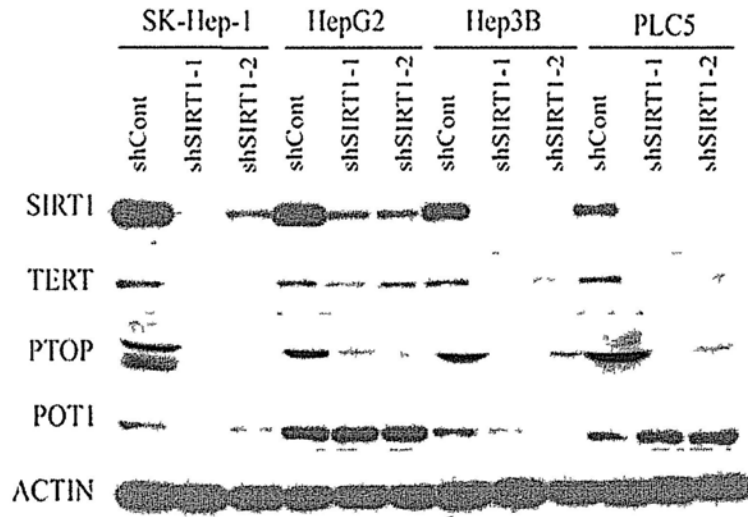 SK-Hep-1 HepG2 Hep3B PLC5
shCont shSIRT1-1 shSIRT1-2 shCont shSIRT1-1 shSIRT1-2 shCont shSIRT1-1 shSIRT1-2 shCont shSIRT1-1 shSIRT1-2
SIRT1
TERT
PTOP
POT1
ACTIN